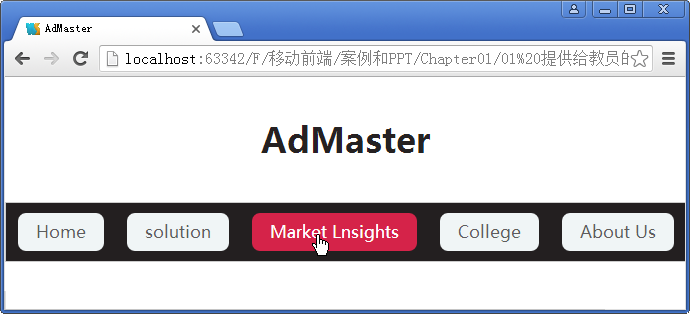 AdMaster
localhost:63342/F/移动前端/案例和PPT/Chapter01/01%20提供给教员的
AdMaster
Home
solution
Market Lnsights
College
About Us